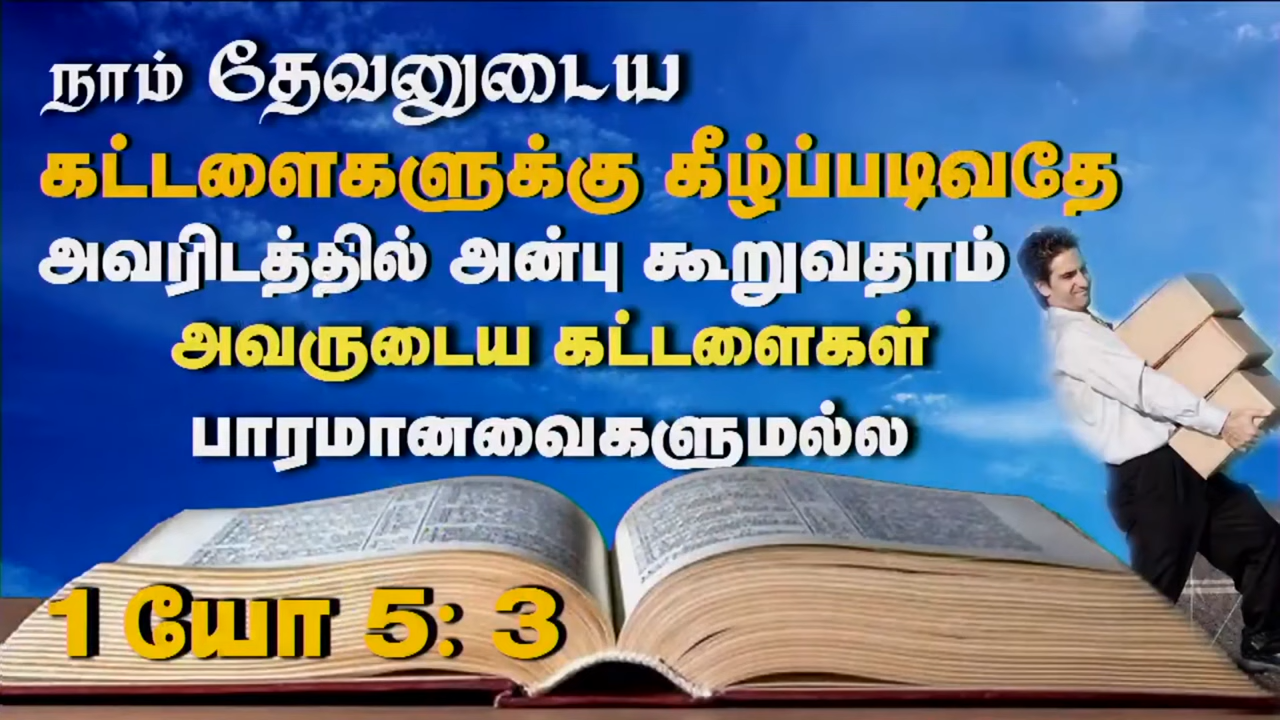 நாம் தேவனுடைய
கட்டளைகளுக்கு கீழ்ப்படிவதே
அவரிடத்தில் அன்பு கூறுவதாம்
அவருடைய கட்டளைகள்
பாரமானவைகளுமல்ல
1 யோ 5: 3